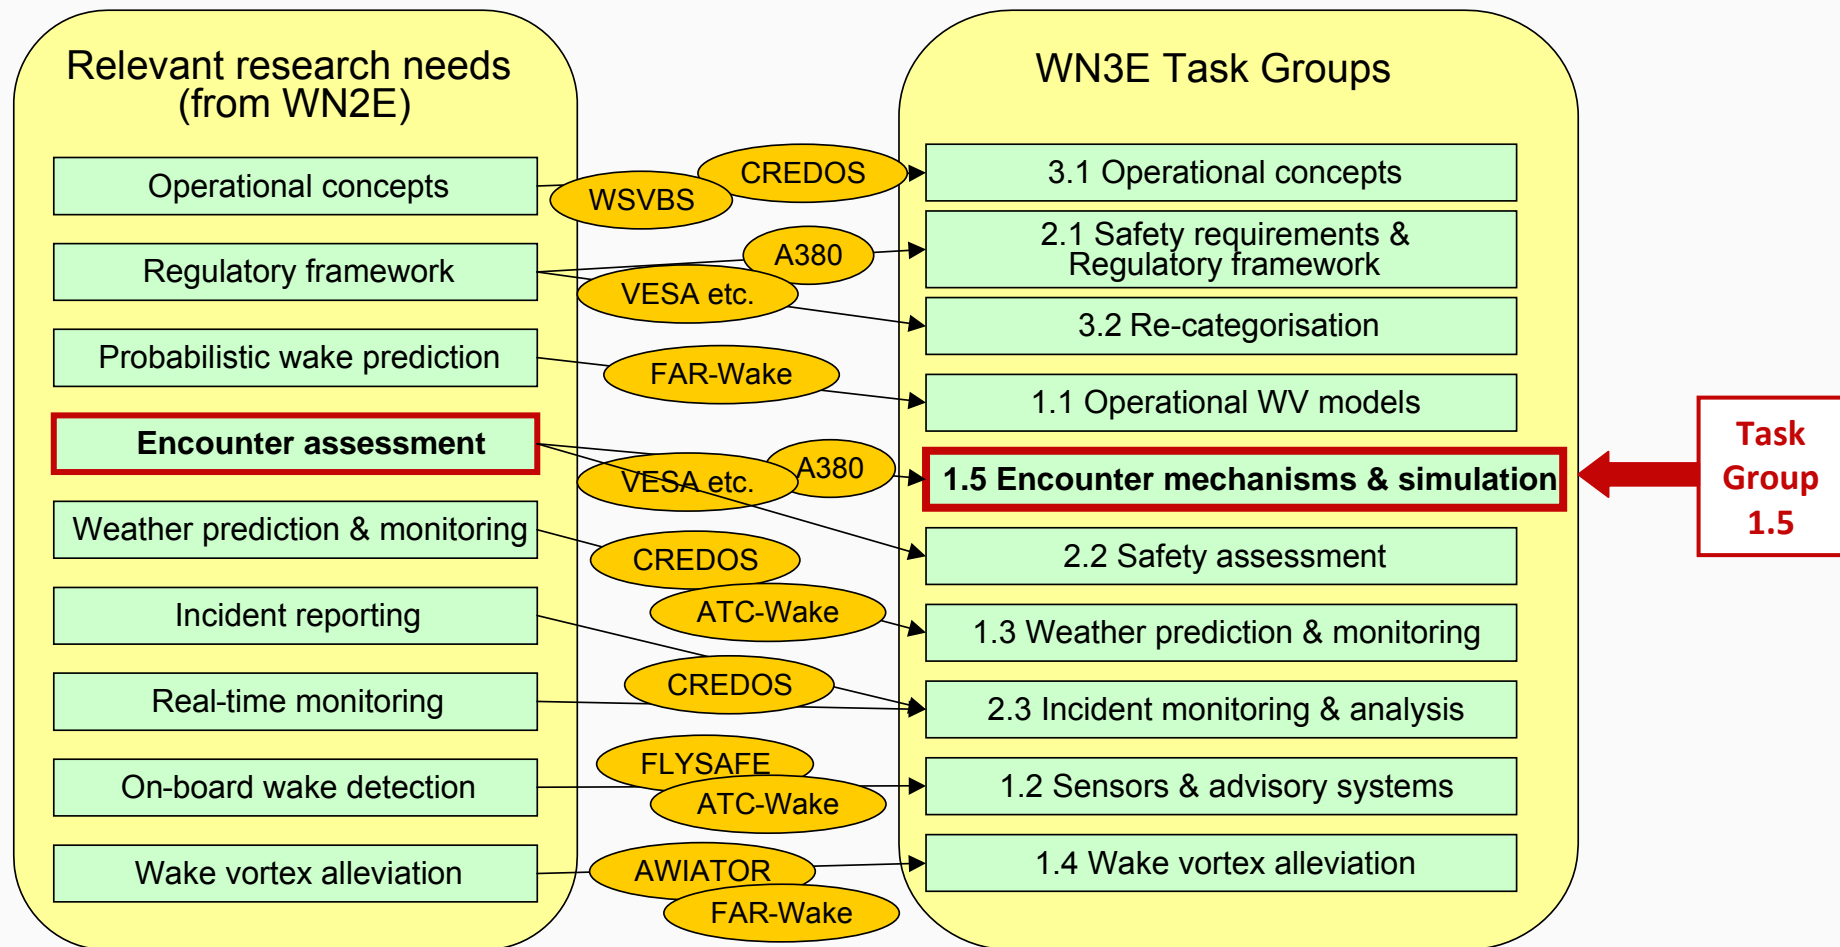 Relevant research needs
(from WN2E)
Operational concepts
Regulatory framework
Probabilistic wake prediction
Encounter assessment
Weather prediction & monitoring
Incident reporting
Real-time monitoring
On-board wake detection
Wake vortex alleviation
CREDOS
WSVBS
A380
VESA etc.
FAR-Wake
A380
VESA etc.
CREDOS
ATC-Wake
CREDOS
FLYSAFE
ATC-Wake
AWIATOR
FAR-Wake
WN3E Task Groups
3.1 Operational concepts
2.1 Safety requirements &
Regulatory framework
3.2 Re-categorisation
1.1 Operational WV models
1.5 Encounter mechanisms & simulation
2.2 Safety assessment
1.3 Weather prediction & monitoring
2.3 Incident monitoring & analysis
1.2 Sensors & advisory systems
1.4 Wake vortex alleviation
Task
Group
1.5